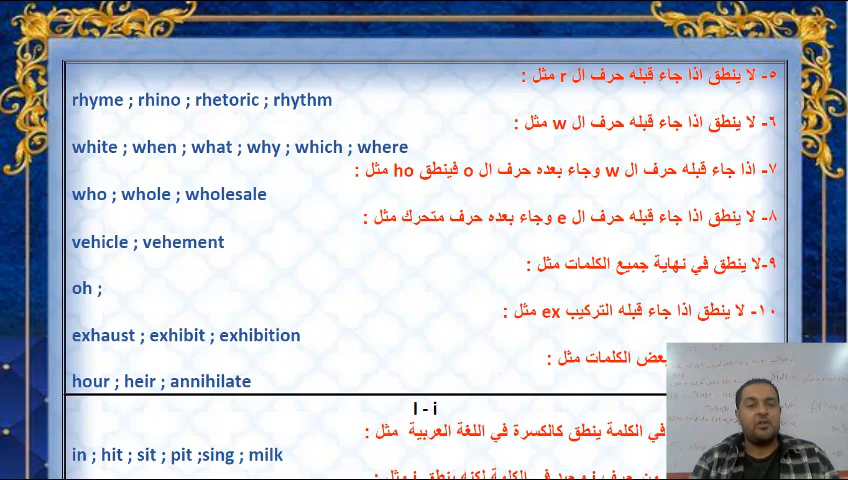 ٥- لا ينطق اذا جاء قبله حرف ال r مثل :
rhyme ; rhino ; rhetoric ; rhythm
٦- لا ينطق اذا جاء قبله حرف ال w مثل :
white ; when ; what ; why ; which ; where
٧- اذا جاء قبله حرف ال w وجاء بعده حرف ال o فينطق ho مثل :
who ; whole ; wholesale
٨- لا ينطق اذا جاء قبله حرف ال e وجاء بعده حرف متحرك مثل :
vehicle ; vehement
٩-لا ينطق في نهاية جميع الكلمات مثل :
oh ;
١٠- لا ينطق اذا جاء قبله التركيب ex مثل :
exhaust ; exhibit ; exhibition
بعض الكلمات مثل :
hour ; heir ; annihilate
I - i
في الكلمة ينطق كالكسرة في اللغة العربية مثل :
in ; hit ; sit ; pit ;sing ; milk